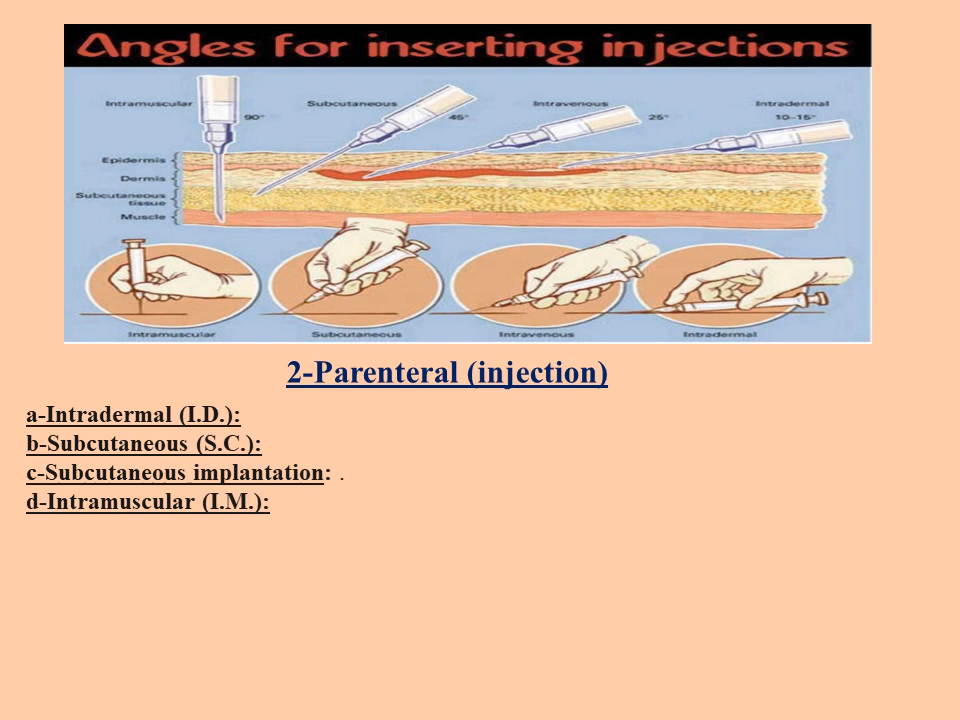 Angles for inserting injections
Intramuscular
90°
Subcutaneous
45°
Intravenous
25°
Intradermal
10-15°
Epidermis
Dermis
Subcutaneous
tissue
Muscle
Intramuscular
Subcutaneous
Intravenous
Intradermal
2-Parenteral (injection)
a-Intradermal (I.D.):
b-Subcutaneous (S.C.):
c-Subcutaneous implantation: .
d-Intramuscular (I.M.):